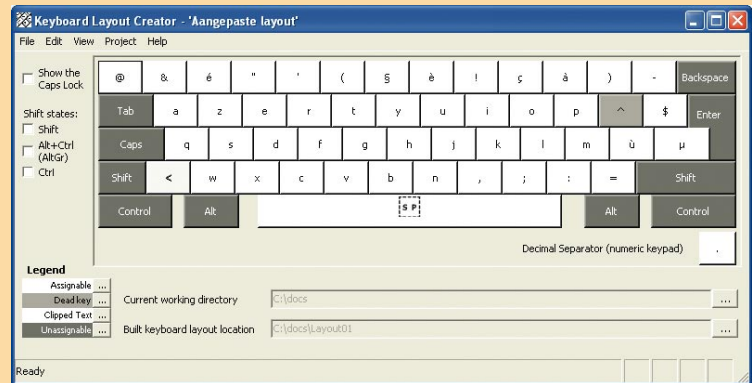 Keyboard Layout Creator - 'Aangepaste layout'
File Edit View Project Help
Show the Caps Lock
Shift states:
Shift
Alt+Ctrl (AltGr)
Ctrl
@ & é " ' ( § è ! ç à ) - Backspace
Tab a z e r t y u i o p ^ $ Enter
Caps q s d f g h j k l m ù µ
Shift < w x c v b n , ; : = Shift
Control Alt SP Alt Control
Decimal Separator (numeric keypad) .
Legend
Assignable ...
Dead key ...
Clipped Text ...
Unassignable ...
Current working directory C:\docs ...
Built keyboard layout location C:\docs\Layout01 ...
Ready